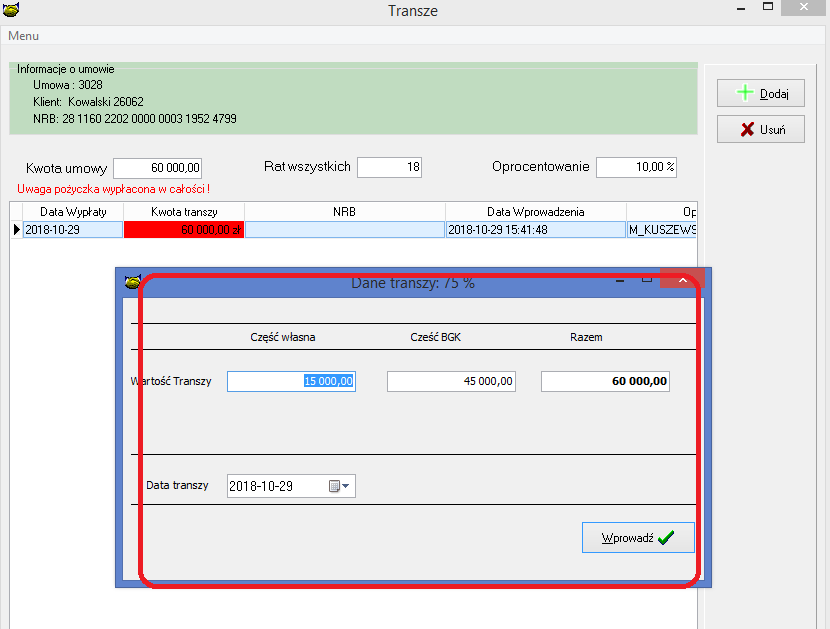 Transze
Menu
Informacje o umowie
Umowa : 3028
Klient: Kowalski 26062
NRB: 28 1160 2202 0000 0003 1952 4799
Dodaj
Usuń
Kwota umowy 60 000,00 Rat wszystkich 18 Oprocentowanie 10,00 %
Uwaga pożyczka wypłacona w całości !
Data Wypłaty Kwota transzy NRB Data Wprowadzenia Op
2018-10-29 60 000,00 zł 2018-10-29 15:41:48 M_KUSZEWS
Dane transzy: 75 %
Część własna Cześć BGK Razem
Wartość Transzy 15 000,00 45 000,00 60 000,00
Data transzy 2018-10-29
Wprowadź